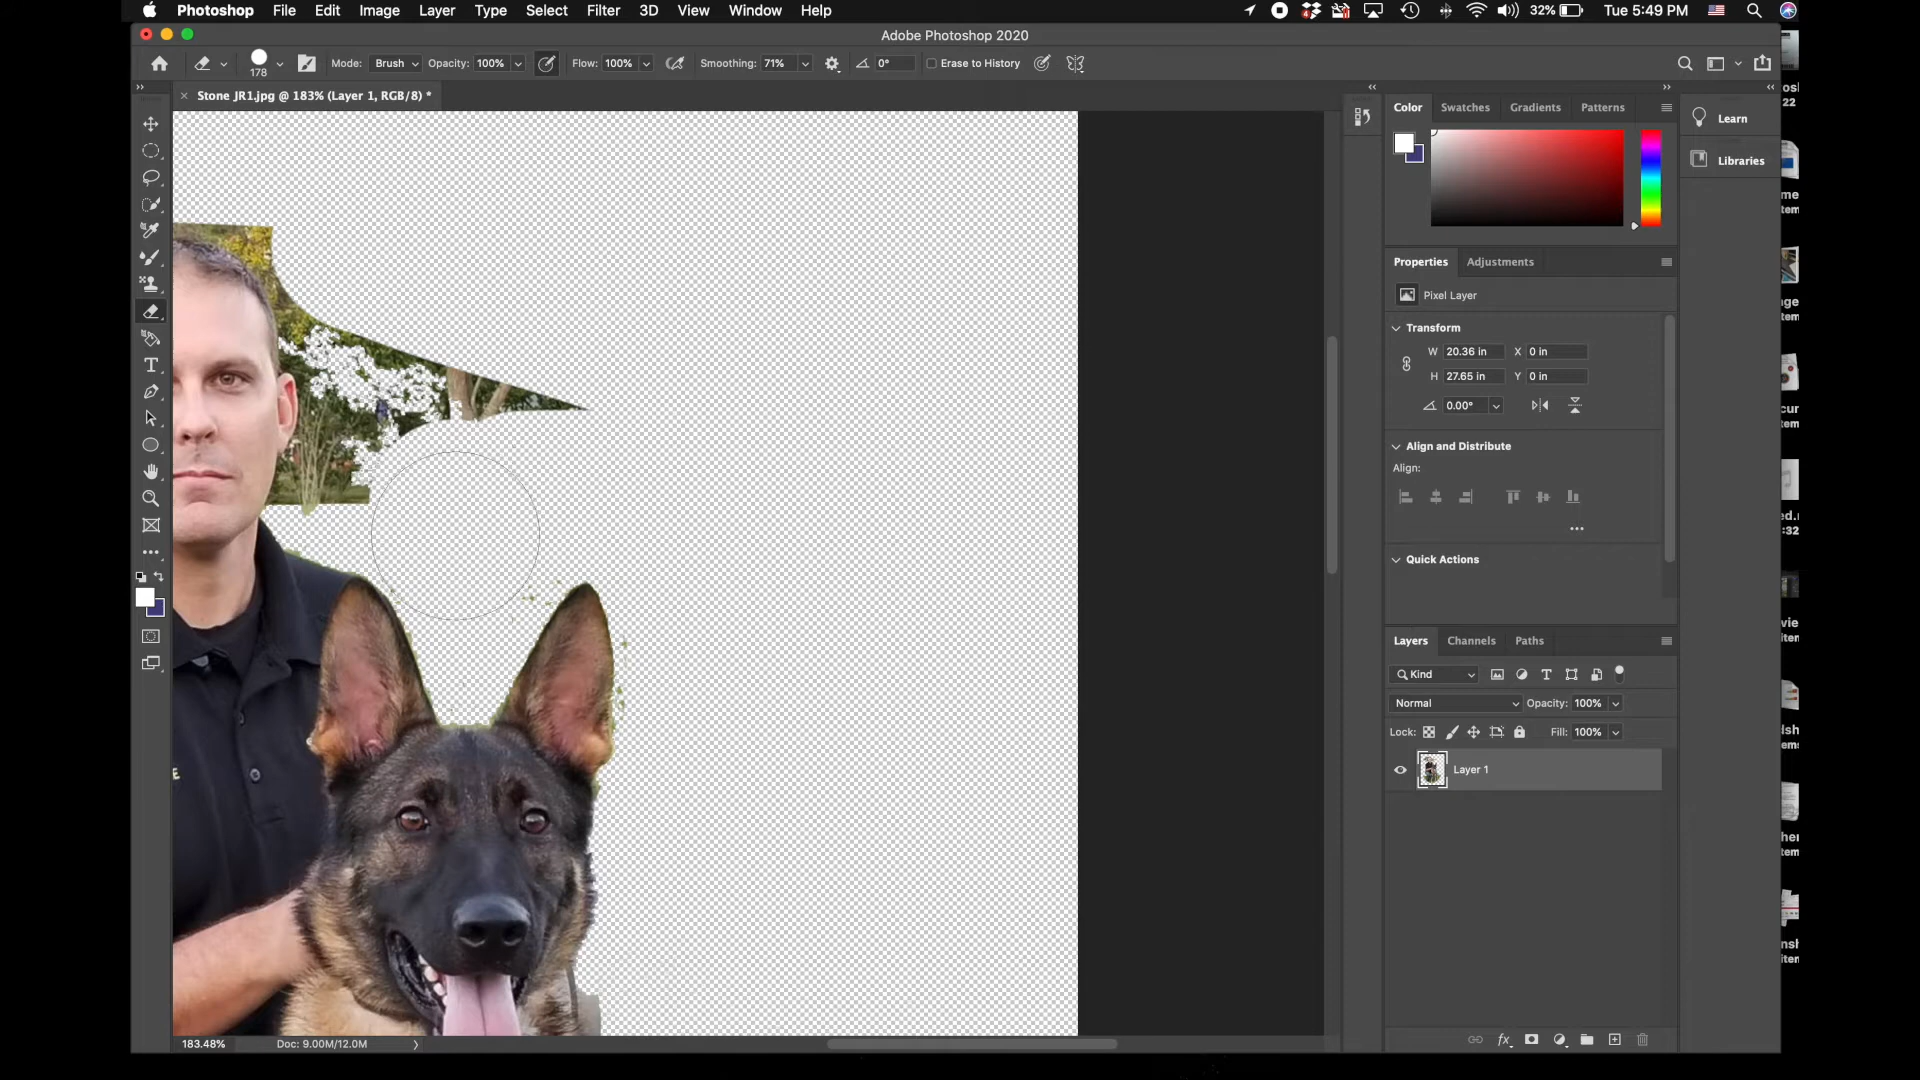 Photoshop File Edit Image Layer Type Select Filter 3D View Window Help 4 32% Tue 5:49 PM
Adobe Photoshop 2020
178 Mode: Brush Opacity: 100% Flow: 100% Smoothing: 71% 0° Erase to History
× Stone JR1.jpg @ 183% (Layer 1, RGB/8) *
Color Swatches Gradients Patterns
Learn
Libraries
Properties Adjustments
Pixel Layer
Transform
W 20.36 in X 0 in
H 27.65 in Y 0 in
0.00°
Align and Distribute
Align:
Quick Actions
Layers Channels Paths
Kind
Normal Opacity: 100%
Lock: Fill: 100%
Layer 1
fx
183.48% Doc: 9.00M/12.0M